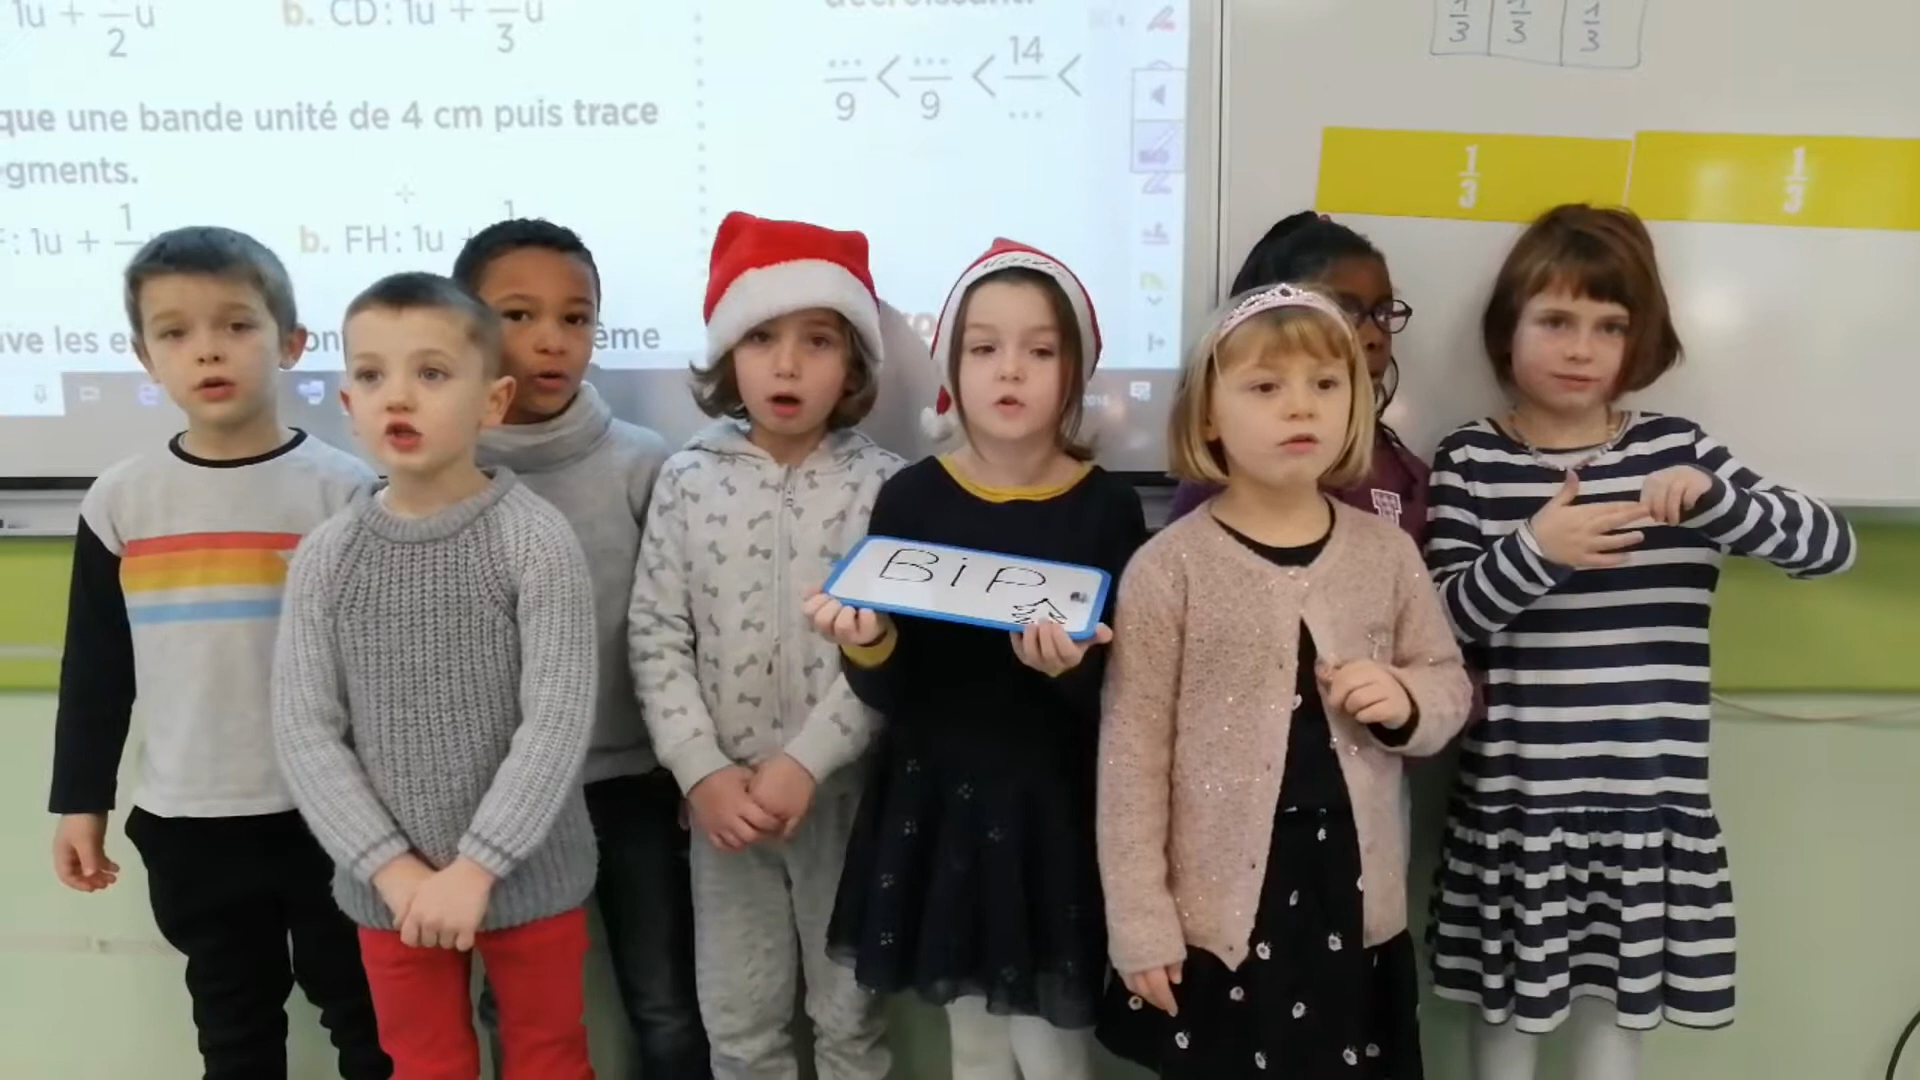 1u + 1/2 u
b. CD : 1u + /3 u
que une bande unité de 4 cm puis trace
gments.
: 1u + 1
b. FH : 1u + 1
ve les
ême
décroissant.
.../9 < .../9 < 14/... <
1/3 1/3 1/3
1/3 1/3
BiP